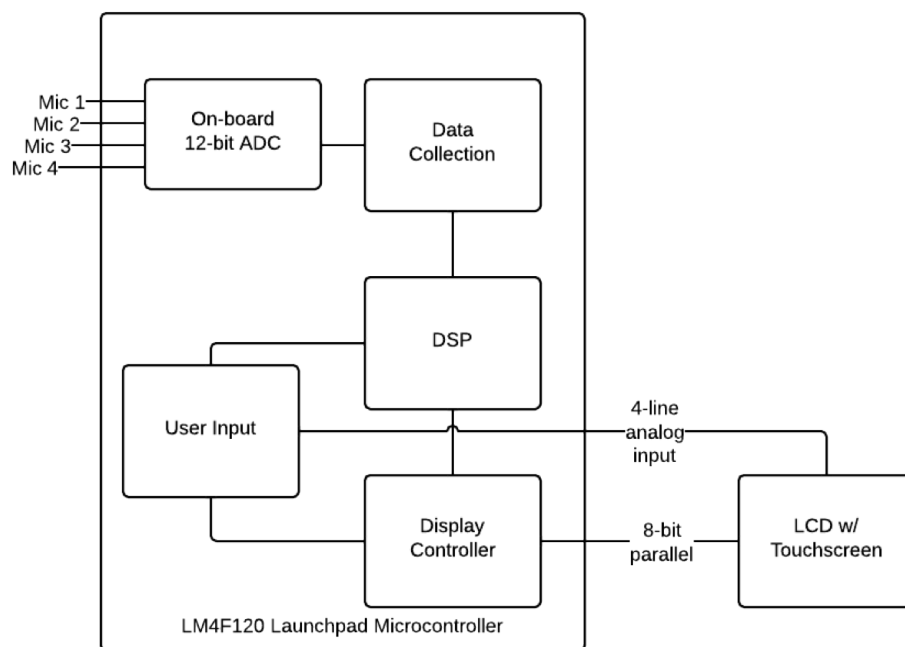 Mic 1
Mic 2
Mic 3
Mic 4
On-board
12-bit ADC
Data
Collection
DSP
User Input
4-line
analog
input
Display
Controller
8-bit
parallel
LCD w/
Touchscreen
LM4F120 Launchpad Microcontroller